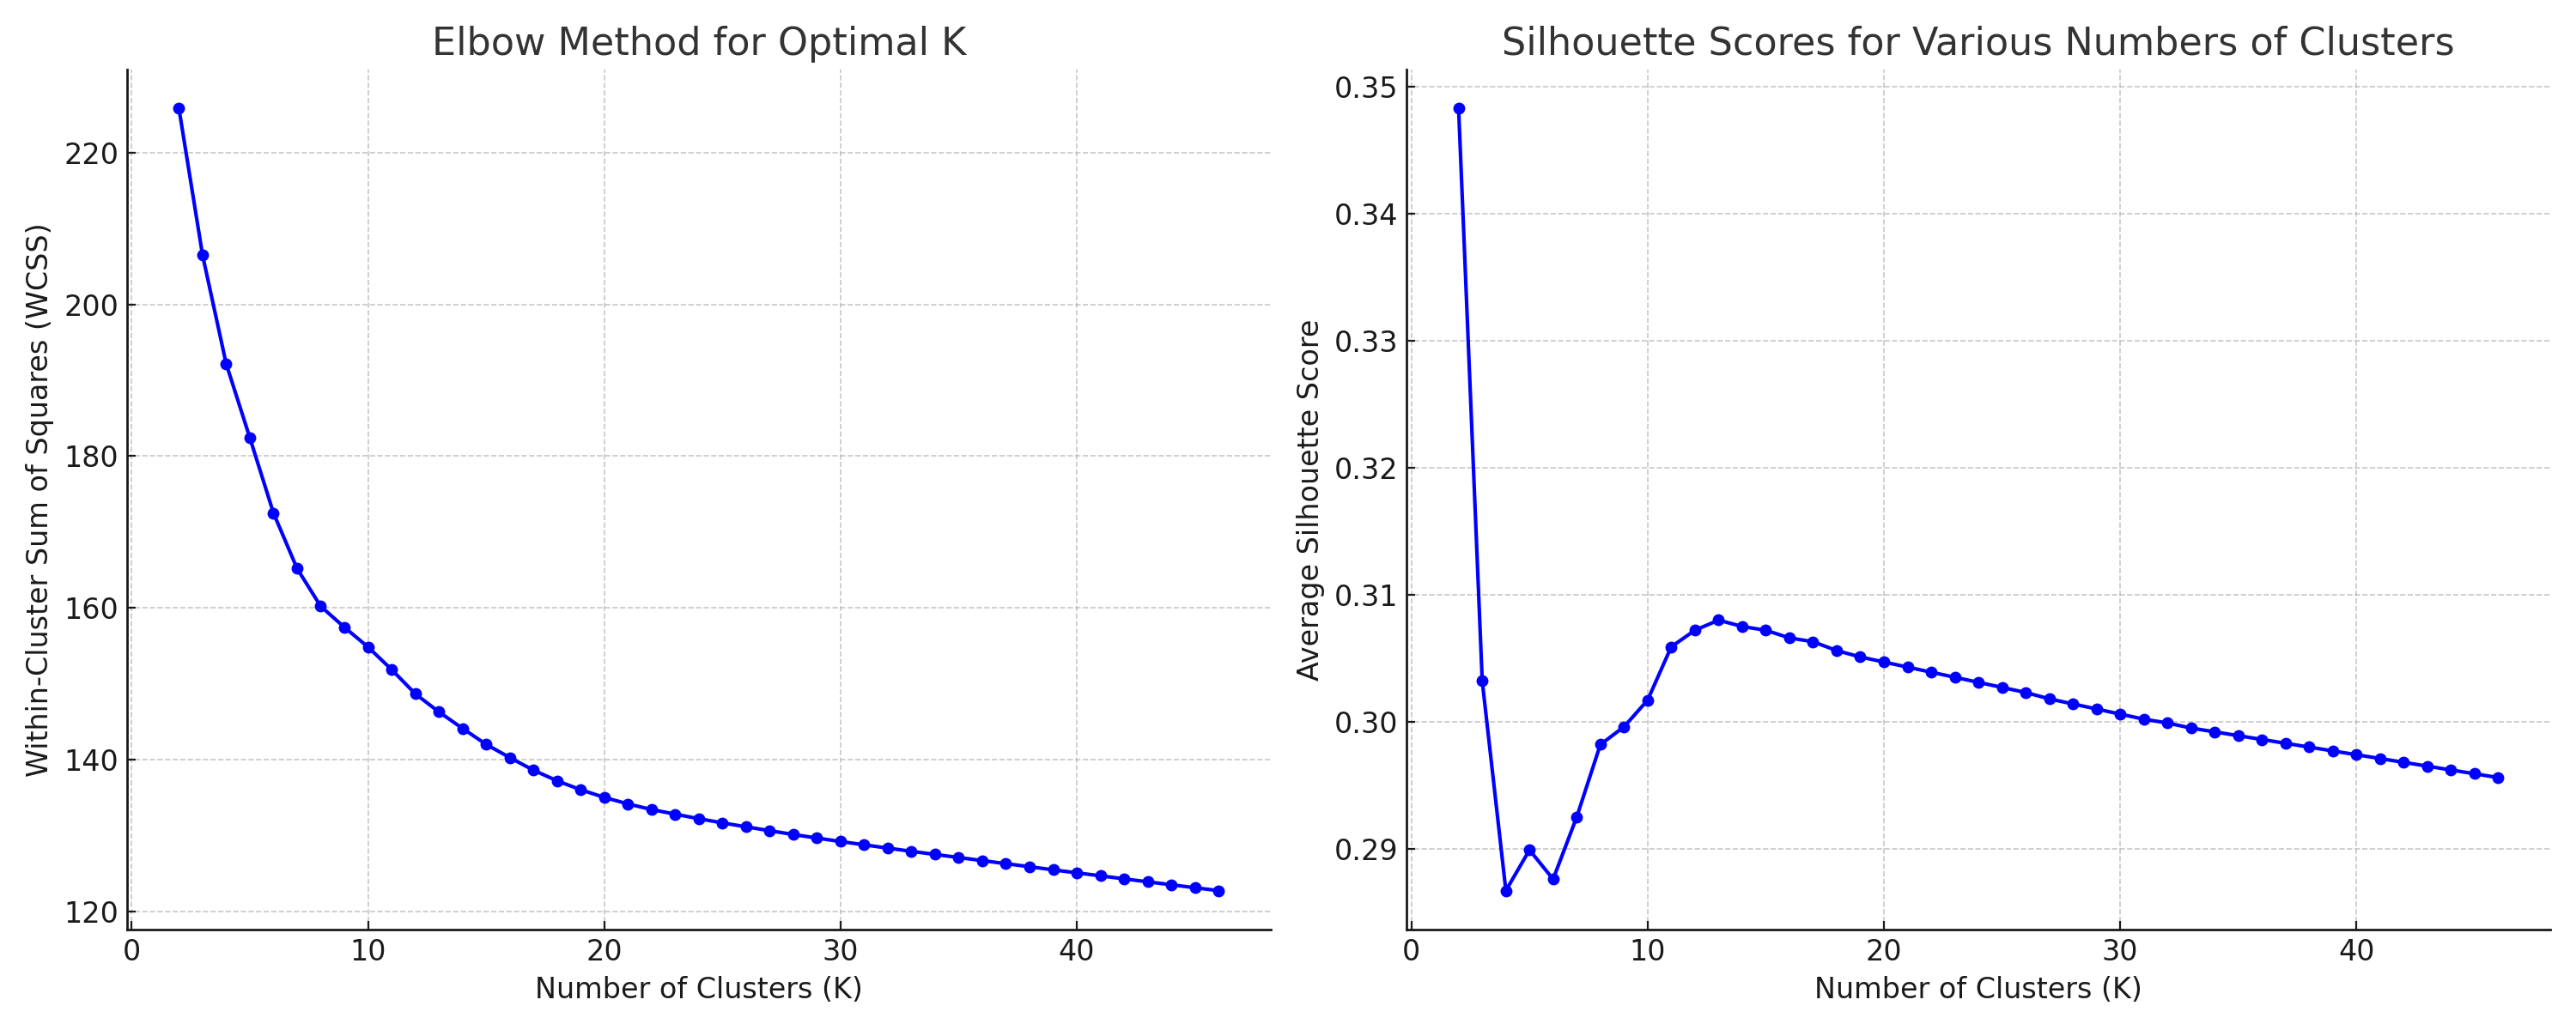 Elbow Method for Optimal K
Within-Cluster Sum of Squares (WCSS)
220
200
180
160
140
120
0 10 20 30 40
Number of Clusters (K)
Silhouette Scores for Various Numbers of Clusters
Average Silhouette Score
0.35
0.34
0.33
0.32
0.31
0.30
0.29
0 10 20 30 40
Number of Clusters (K)